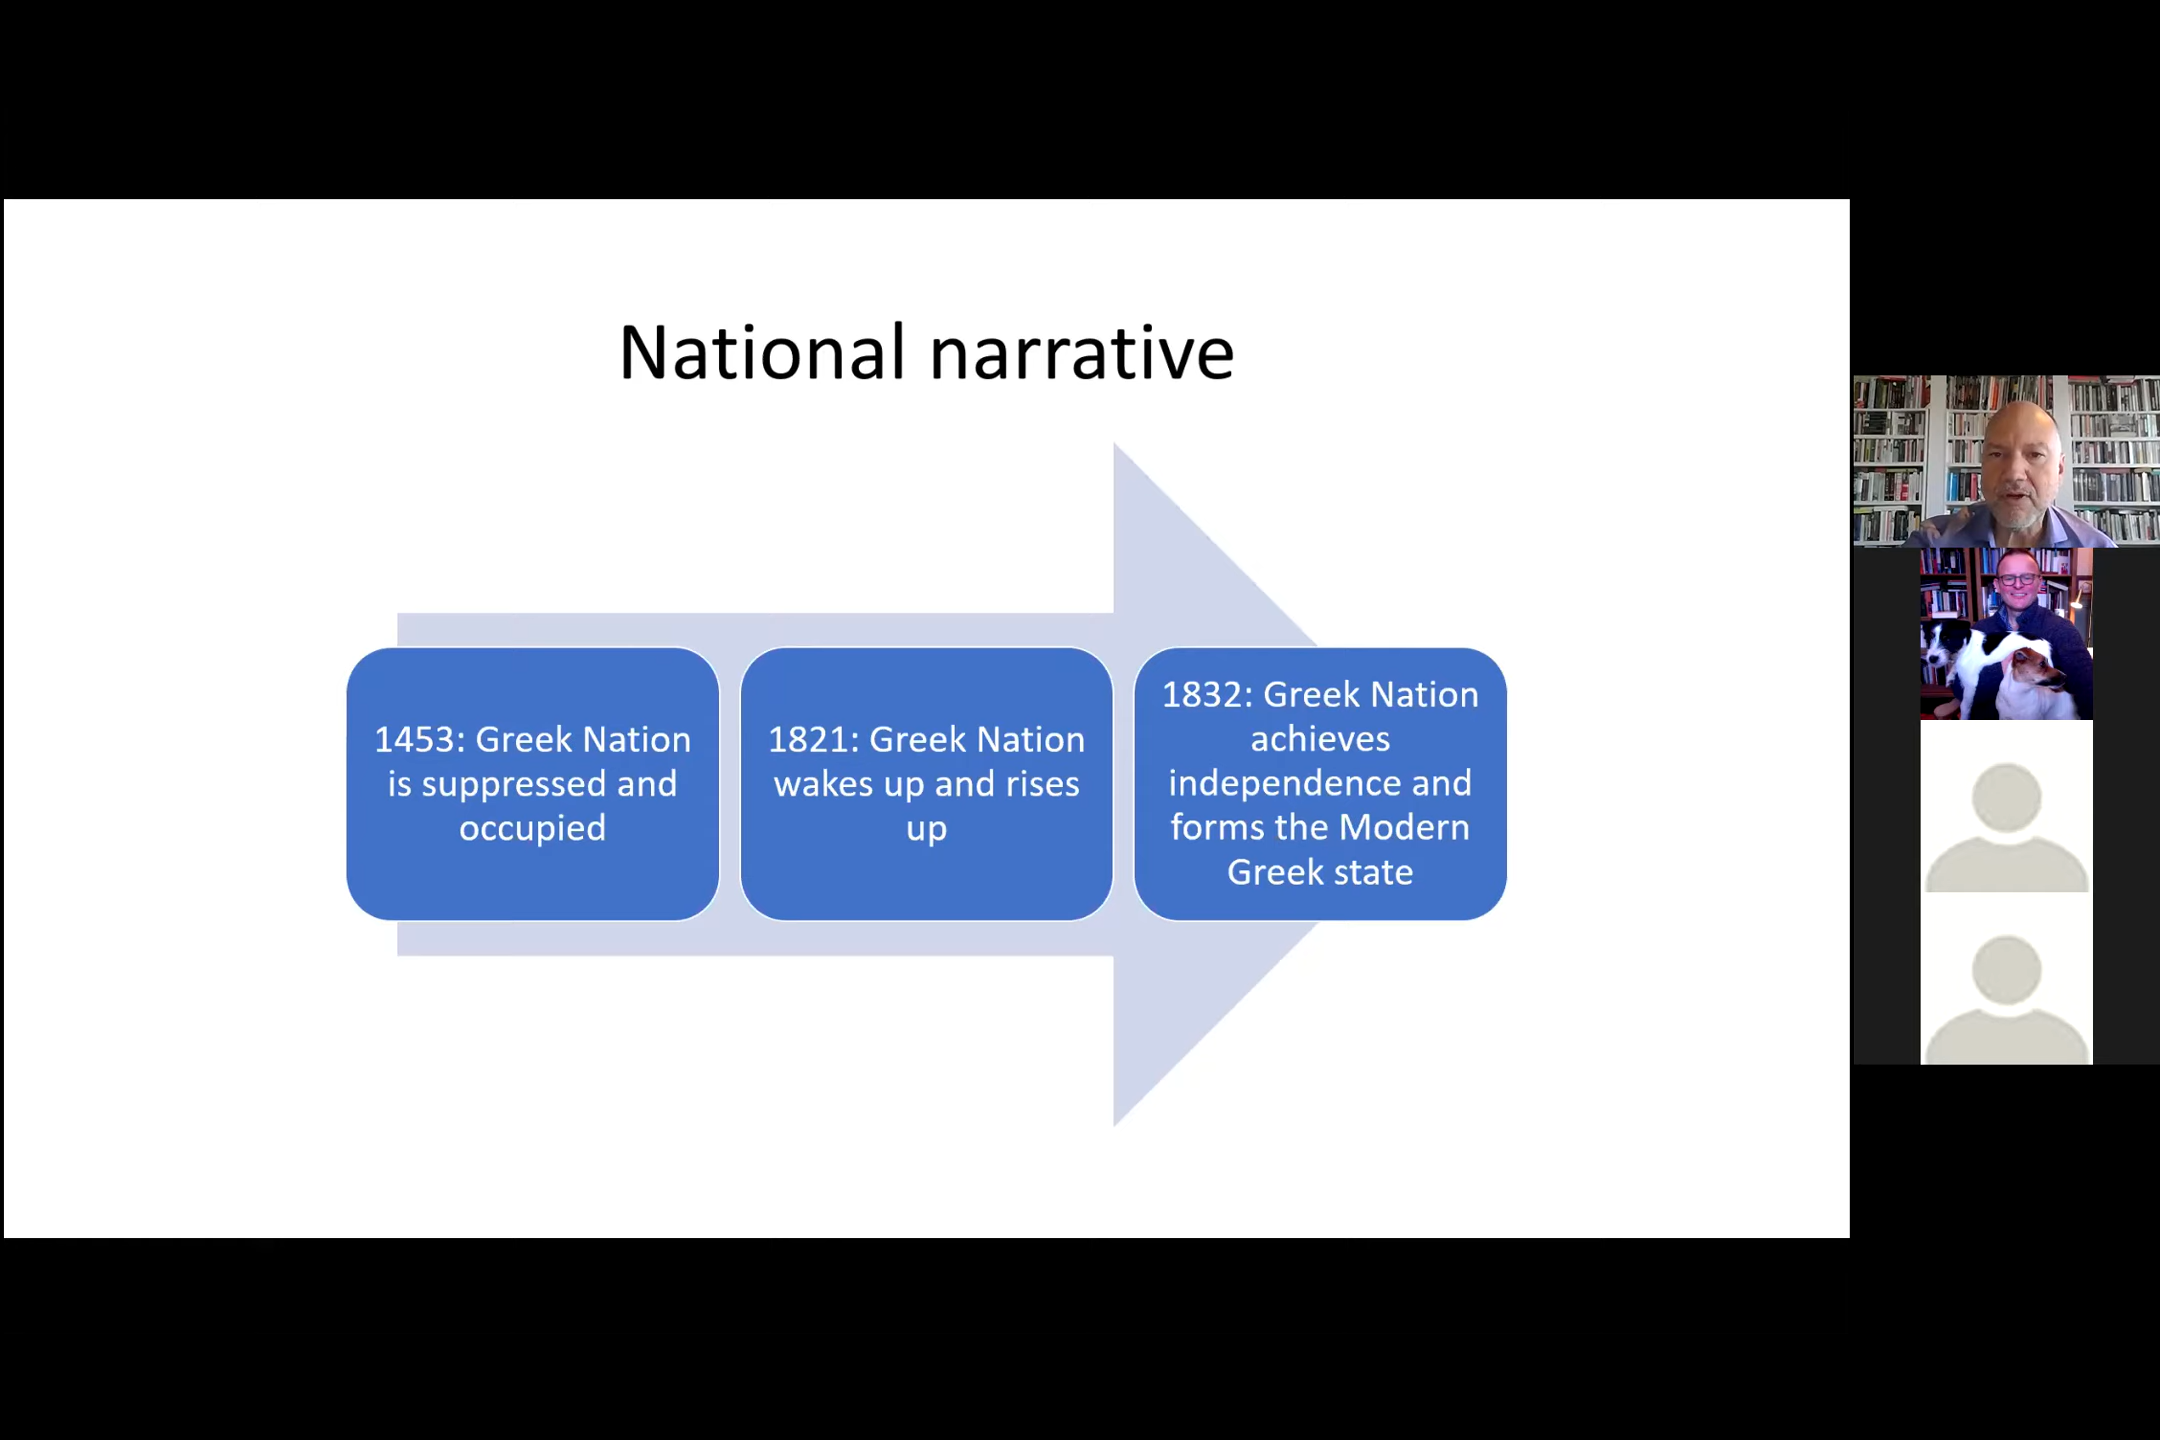 National narrative
1453: Greek Nation
is suppressed and
occupied
1821: Greek Nation
wakes up and rises
up
1832: Greek Nation
achieves
independence and
forms the Modern
Greek state